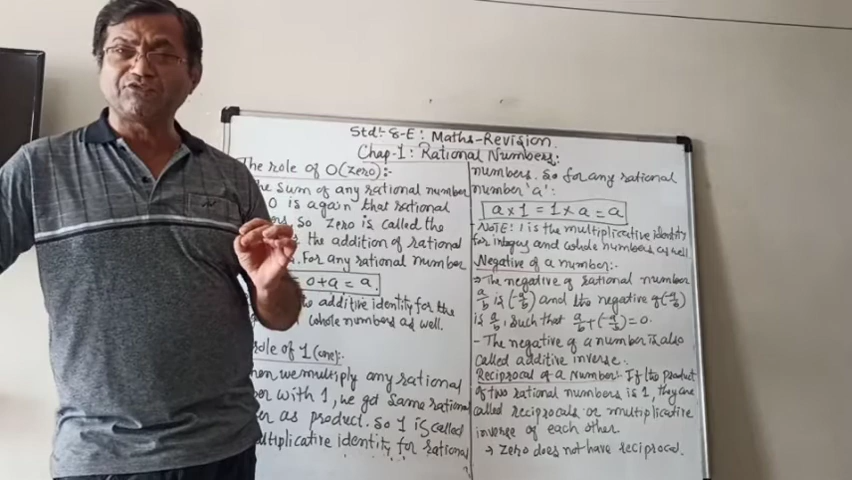 Std:- 8-E : Maths-Revision.
Chap-1: Rational Numbers:
The role of 0(zero):-
The sum of any rational number
0 is again that rational
so zero is called the
the addition of rational
. For any rational number
0+a = a.
additive identity for the
whole numbers as well.
role of 1(one):-
when we multiply any rational
with 1, we get same rational
as product. So 1 is called
multiplicative identity for rational
numbers. So for any rational
number 'a':
a×1 = 1×a = a
-NOTE: 1 is the multiplicative identity
for integers and whole numbers as well
Negative of a number:-
→ The negative of rational number
a/b is (-a/b) and the negative of (-a/b)
is a/b, such that a/b+(-a/b)=0.
- The negative of a number is also
called additive inverse.
Reciprocal of a Number:- If the product
of two rational numbers is 1, they are
called reciprocals or multiplicative
inverse of each other.
→ Zero does not have reciprocal.